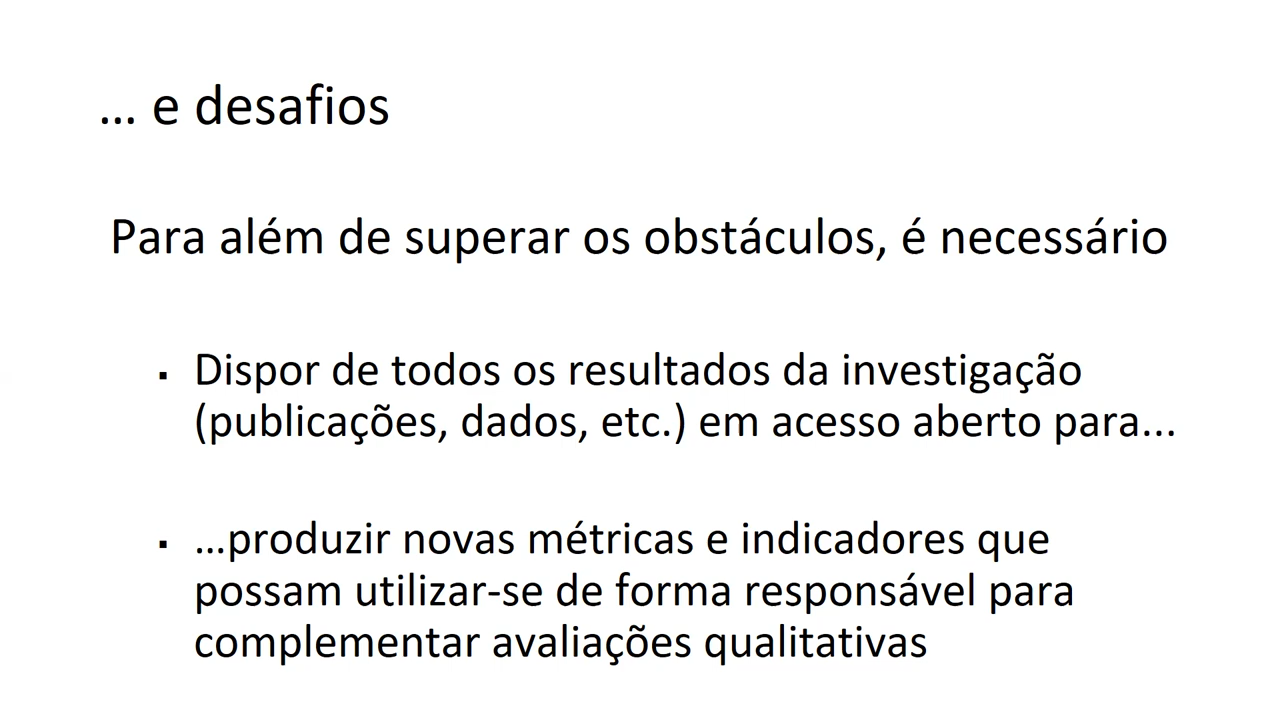 ... e desafios
Para além de superar os obstáculos, é necessário
▪ Dispor de todos os resultados da investigação
(publicações, dados, etc.) em acesso aberto para...
▪ ...produzir novas métricas e indicadores que
possam utilizar-se de forma responsável para
complementar avaliações qualitativas